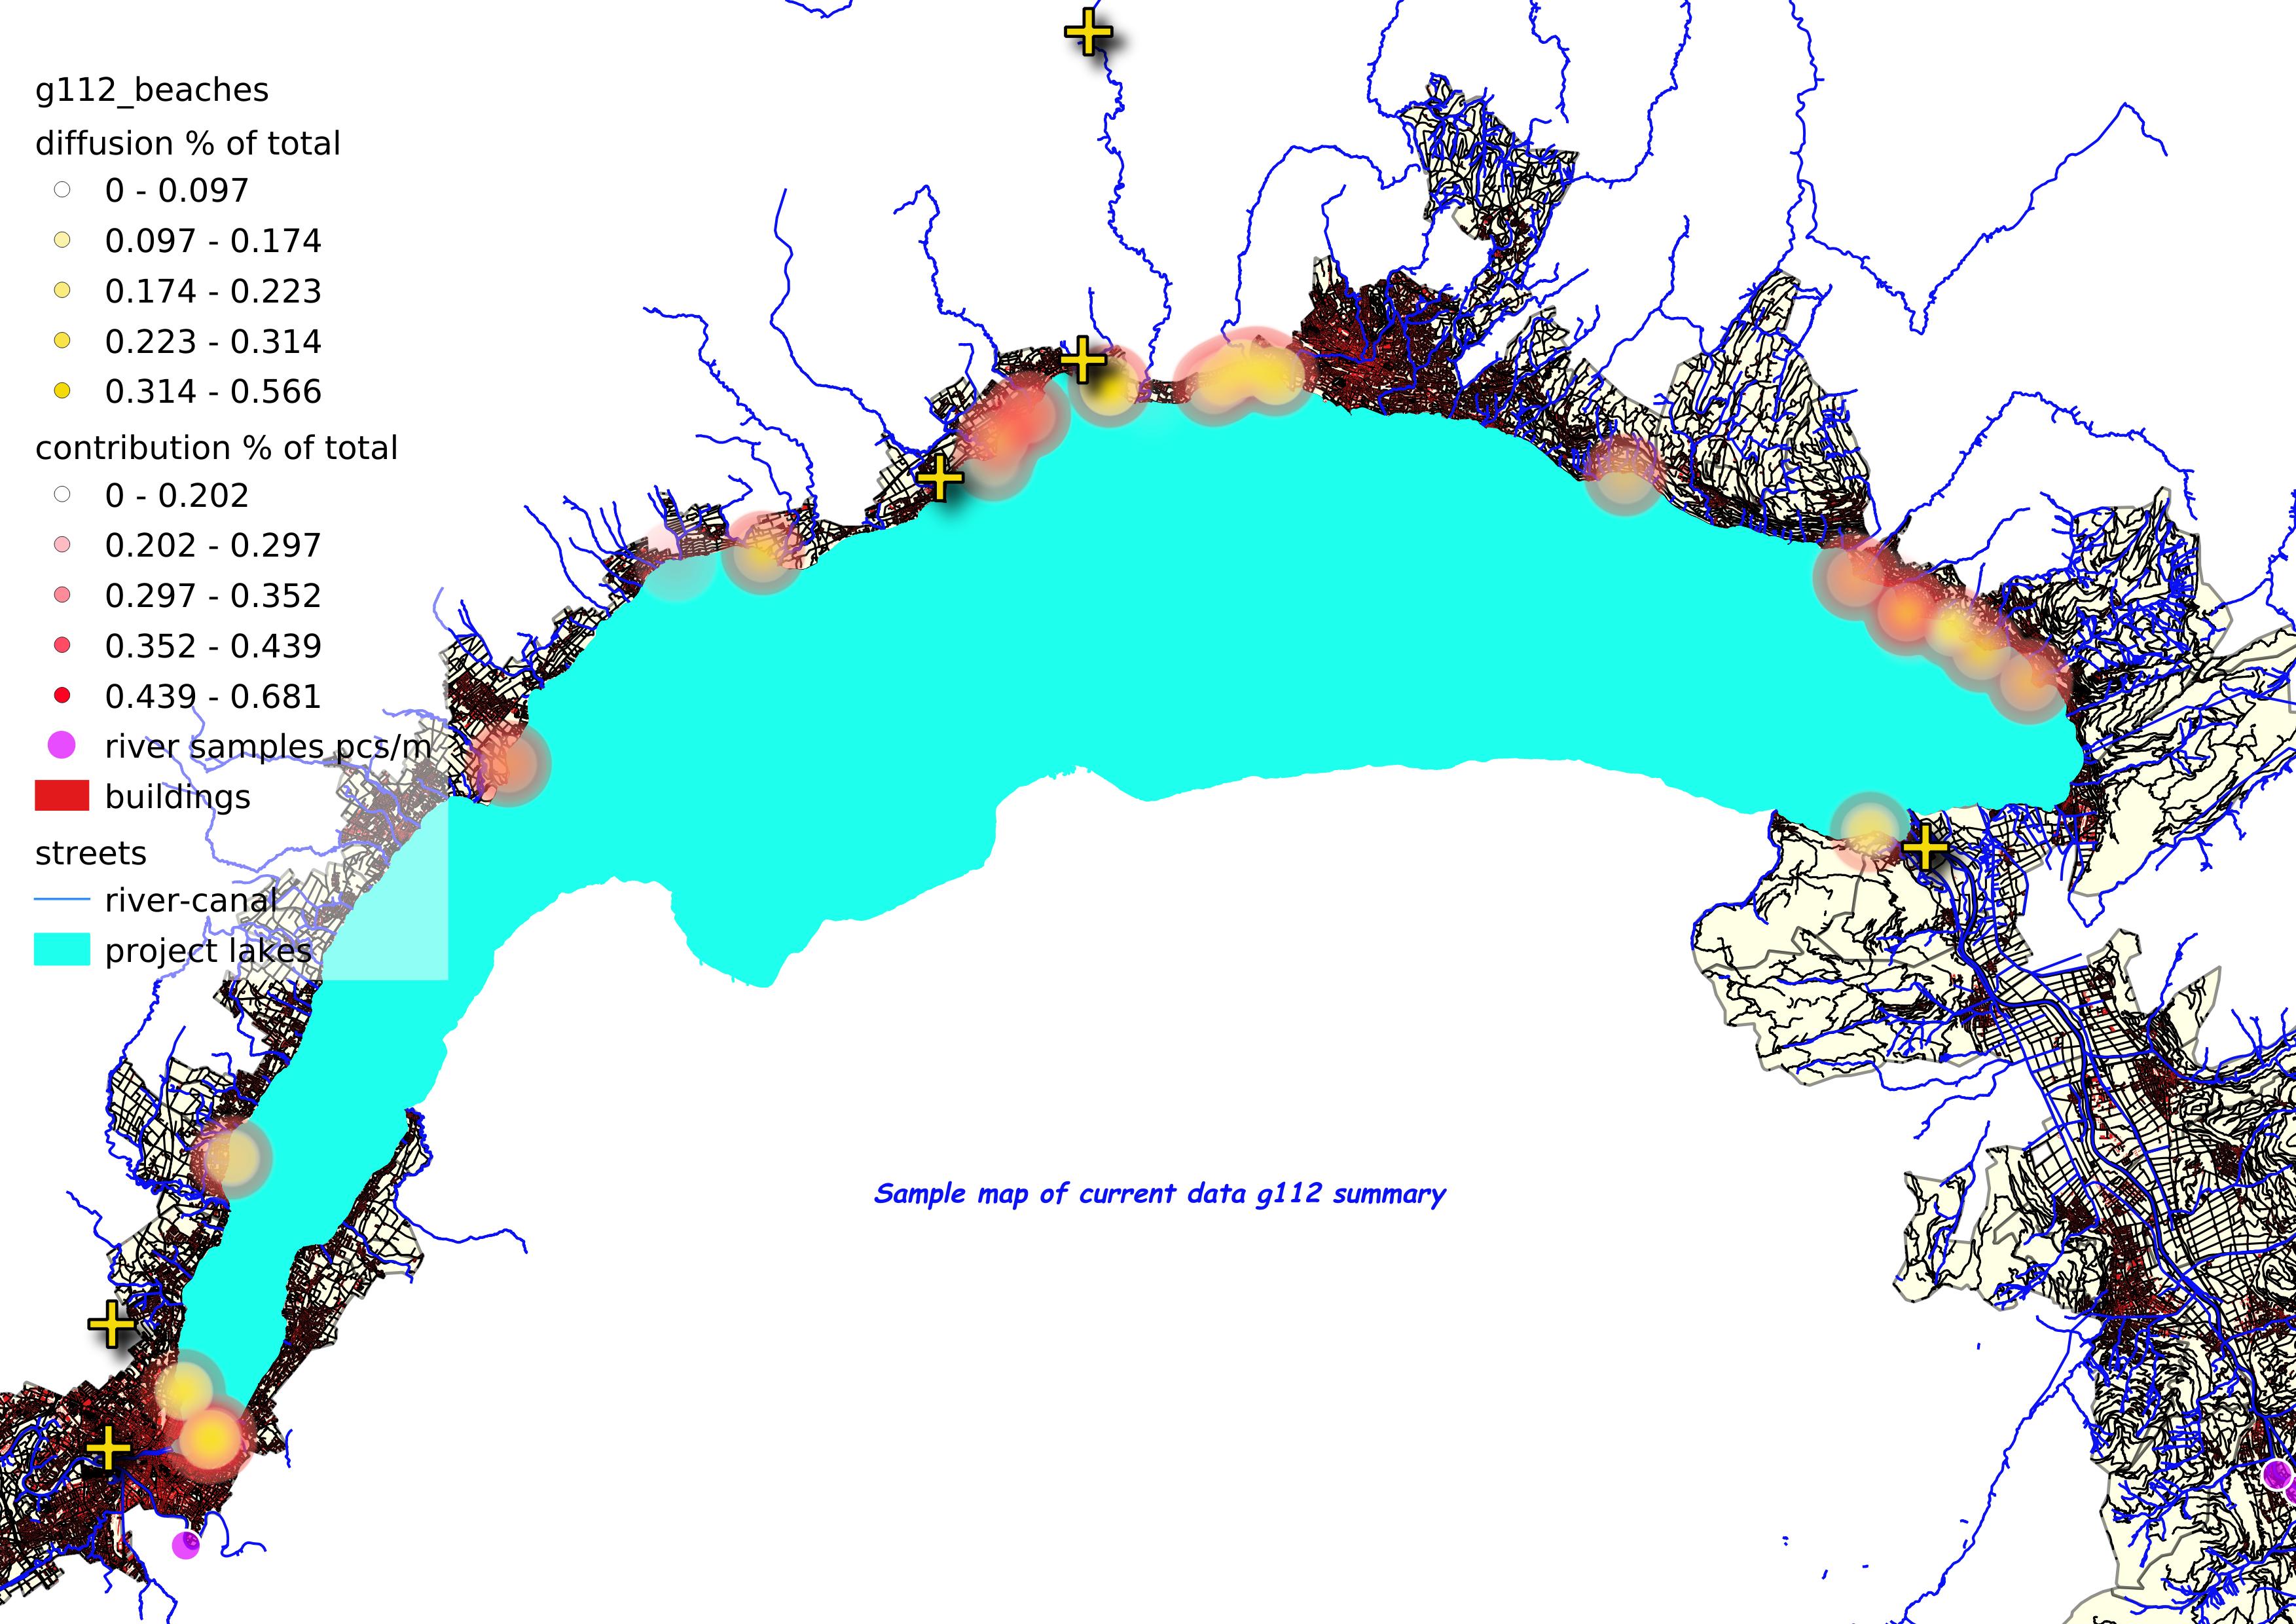 g112_beaches
diffusion % of total
0 - 0.097
0.097 - 0.174
0.174 - 0.223
0.223 - 0.314
0.314 - 0.566
contribution % of total
0 - 0.202
0.202 - 0.297
0.297 - 0.352
0.352 - 0.439
0.439 - 0.681
river samples pcs/m
buildings
streets
river-canal
project lakes
Sample map of current data g112 summary